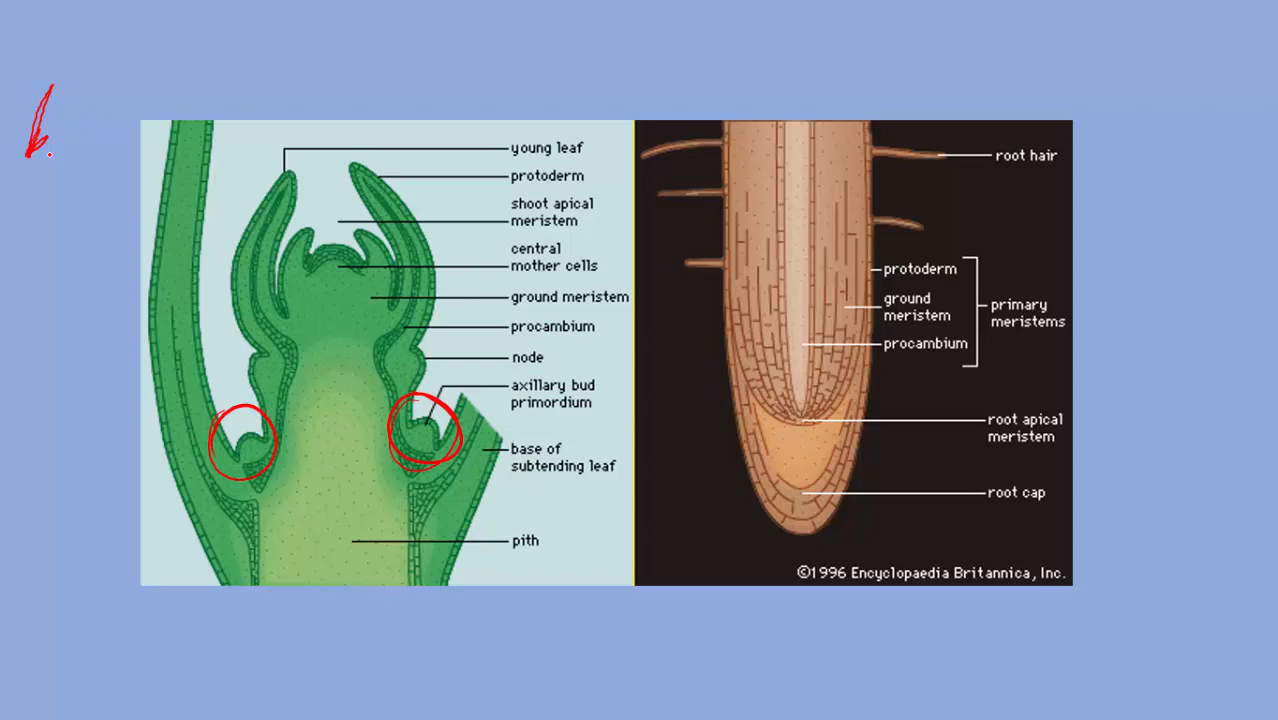 young leaf
protoderm
shoot apical
meristem
central
mother cells
ground meristem
procambium
node
axillary bud
primordium
base of
subtending leaf
pith
root hair
protoderm
ground
meristem
procambium
primary
meristems
root apical
meristem
root cap
©1996 Encyclopaedia Britannica, Inc.